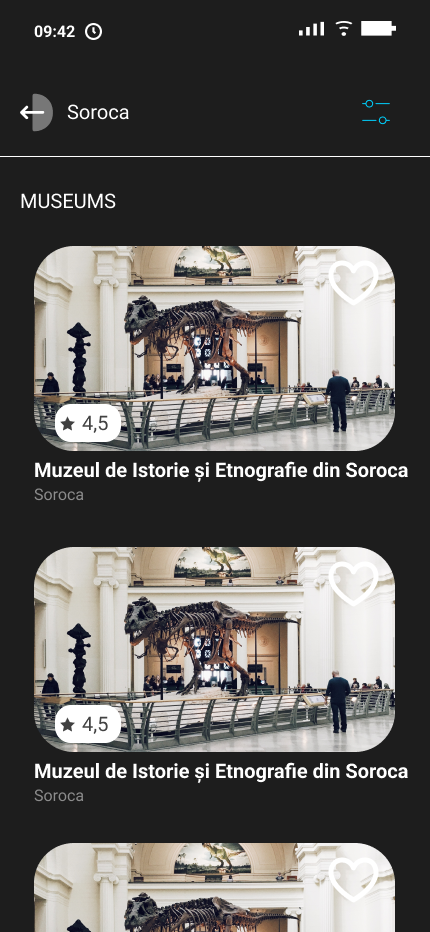 09:42
Soroca
MUSEUMS
4,5
Muzeul de Istorie și Etnografie din Soroca
Soroca
4,5
Muzeul de Istorie și Etnografie din Soroca
Soroca